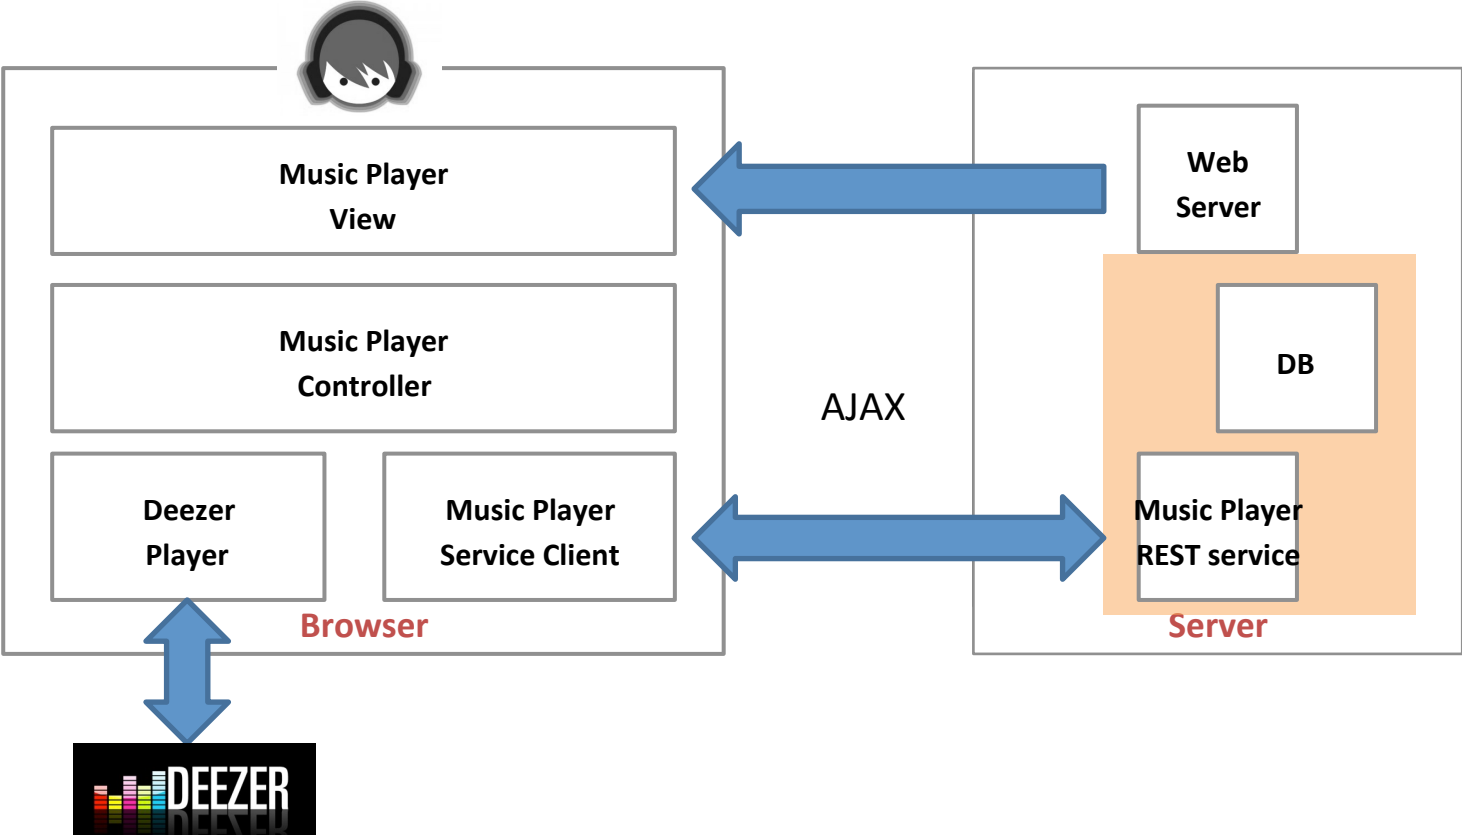 Music Player
View
Web
Server
Music Player
Controller
DB
AJAX
Deezer
Player
Music Player
Service Client
Music Player
REST service
Browser
Server
DEEZER